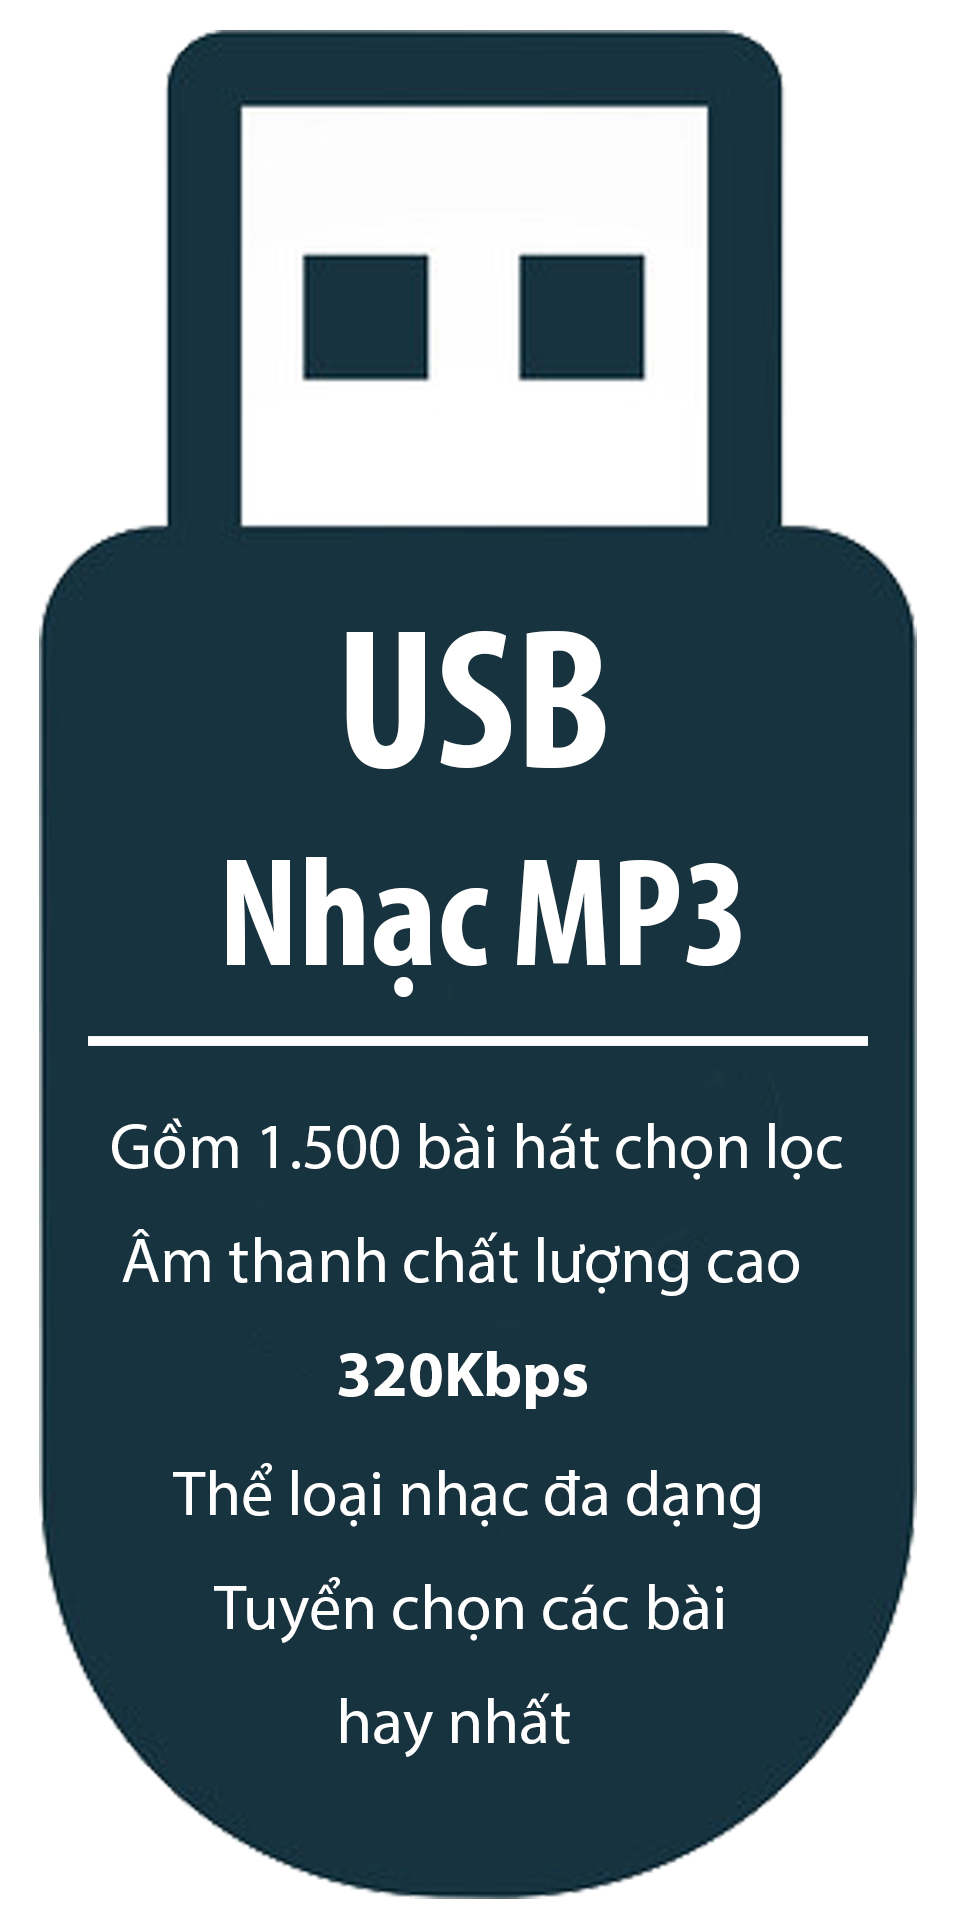 USB
Nhạc MP3
Gồm 1.500 bài hát chọn lọc
Âm thanh chất lượng cao
320Kbps
Thể loại nhạc đa dạng
Tuyển chọn các bài
hay nhất